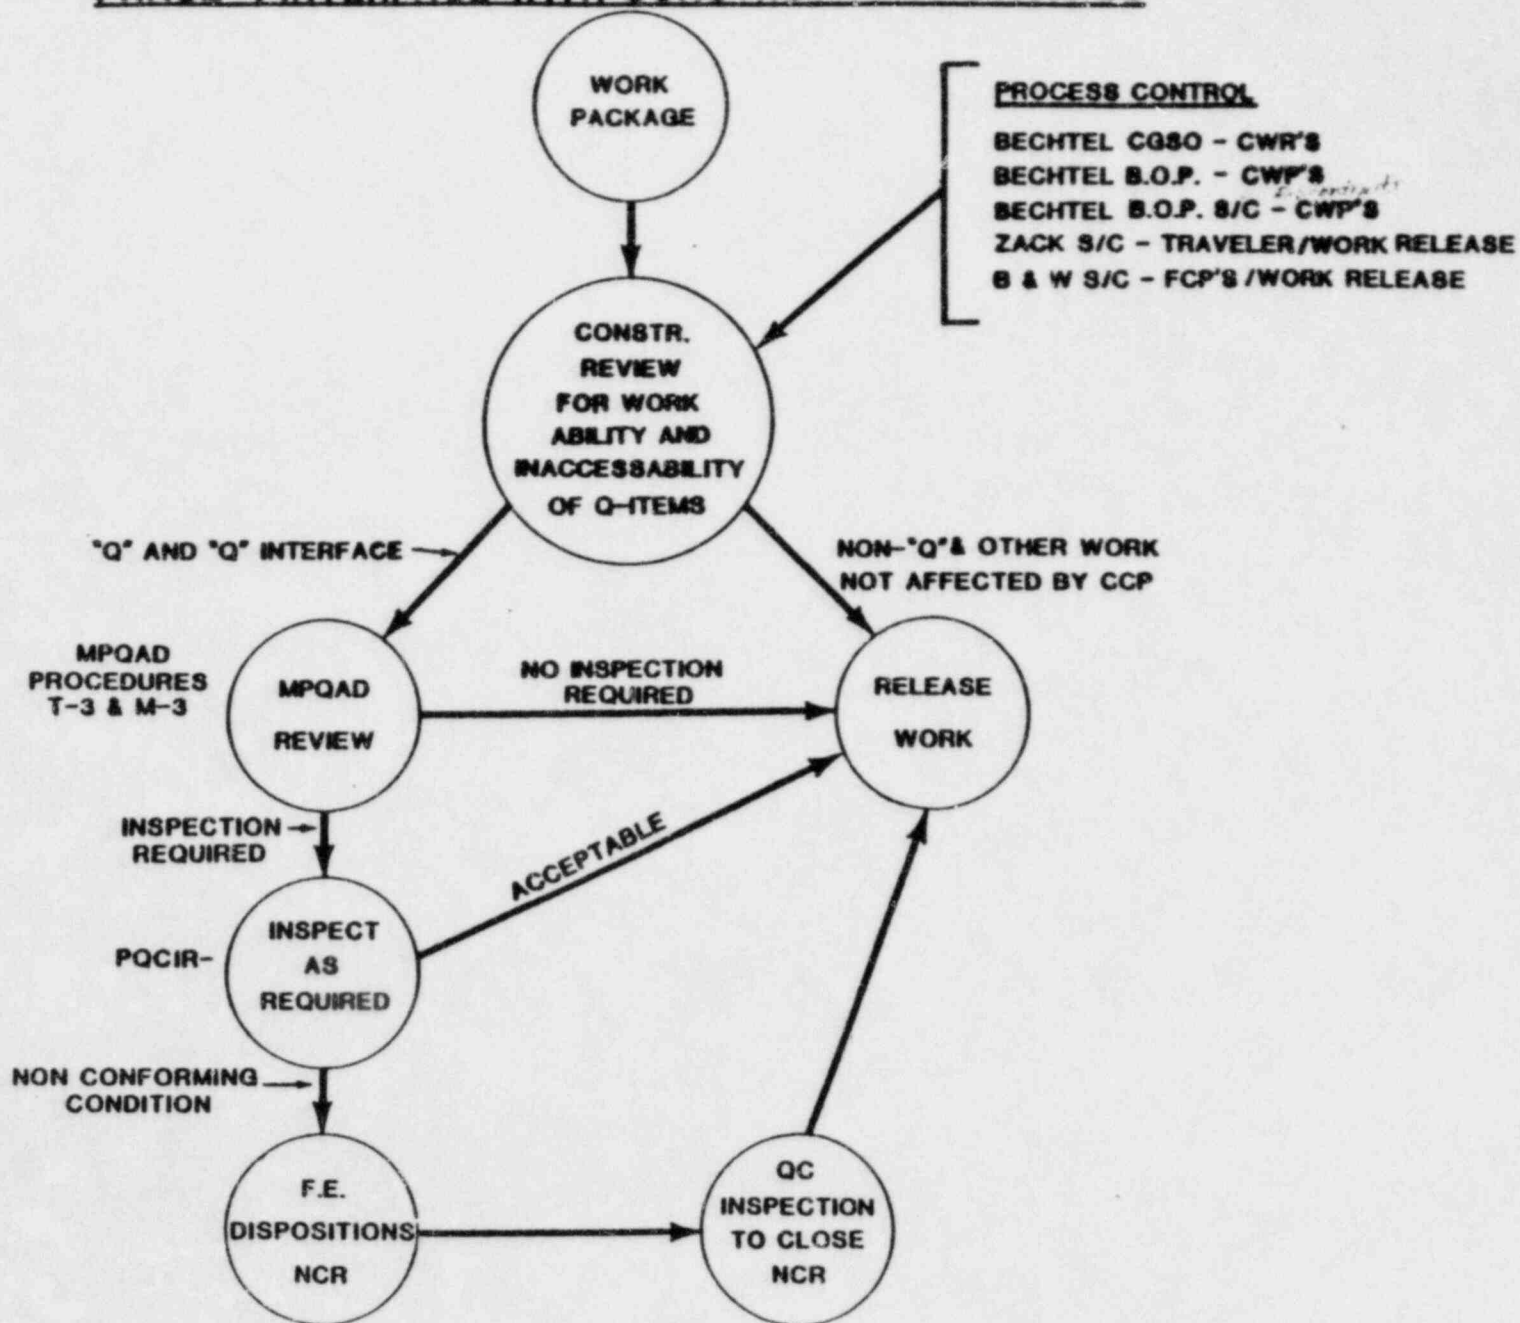 WORK
PACKAGE
PROCESS CONTROL
BECHTEL CGSO - CWR'S
BECHTEL B.O.P. - CWP'S
BECHTEL B.O.P. S/C - CWP'S
ZACK S/C - TRAVELER/WORK RELEASE
B & W S/C - FCP'S/WORK RELEASE
CONSTR.
REVIEW
FOR WORK
ABILITY AND
INACCESSABILITY
OF Q-ITEMS
"Q" AND "Q" INTERFACE
NON-"Q" & OTHER WORK
NOT AFFECTED BY CCP
MPQAD
PROCEDURES
T-3 & M-3
MPQAD
REVIEW
NO INSPECTION
REQUIRED
RELEASE
WORK
INSPECTION
REQUIRED
ACCEPTABLE
PQCIR-
INSPECT
AS
REQUIRED
NON CONFORMING
CONDITION
F.E.
DISPOSITIONS
NCR
QC
INSPECTION
TO CLOSE
NCR